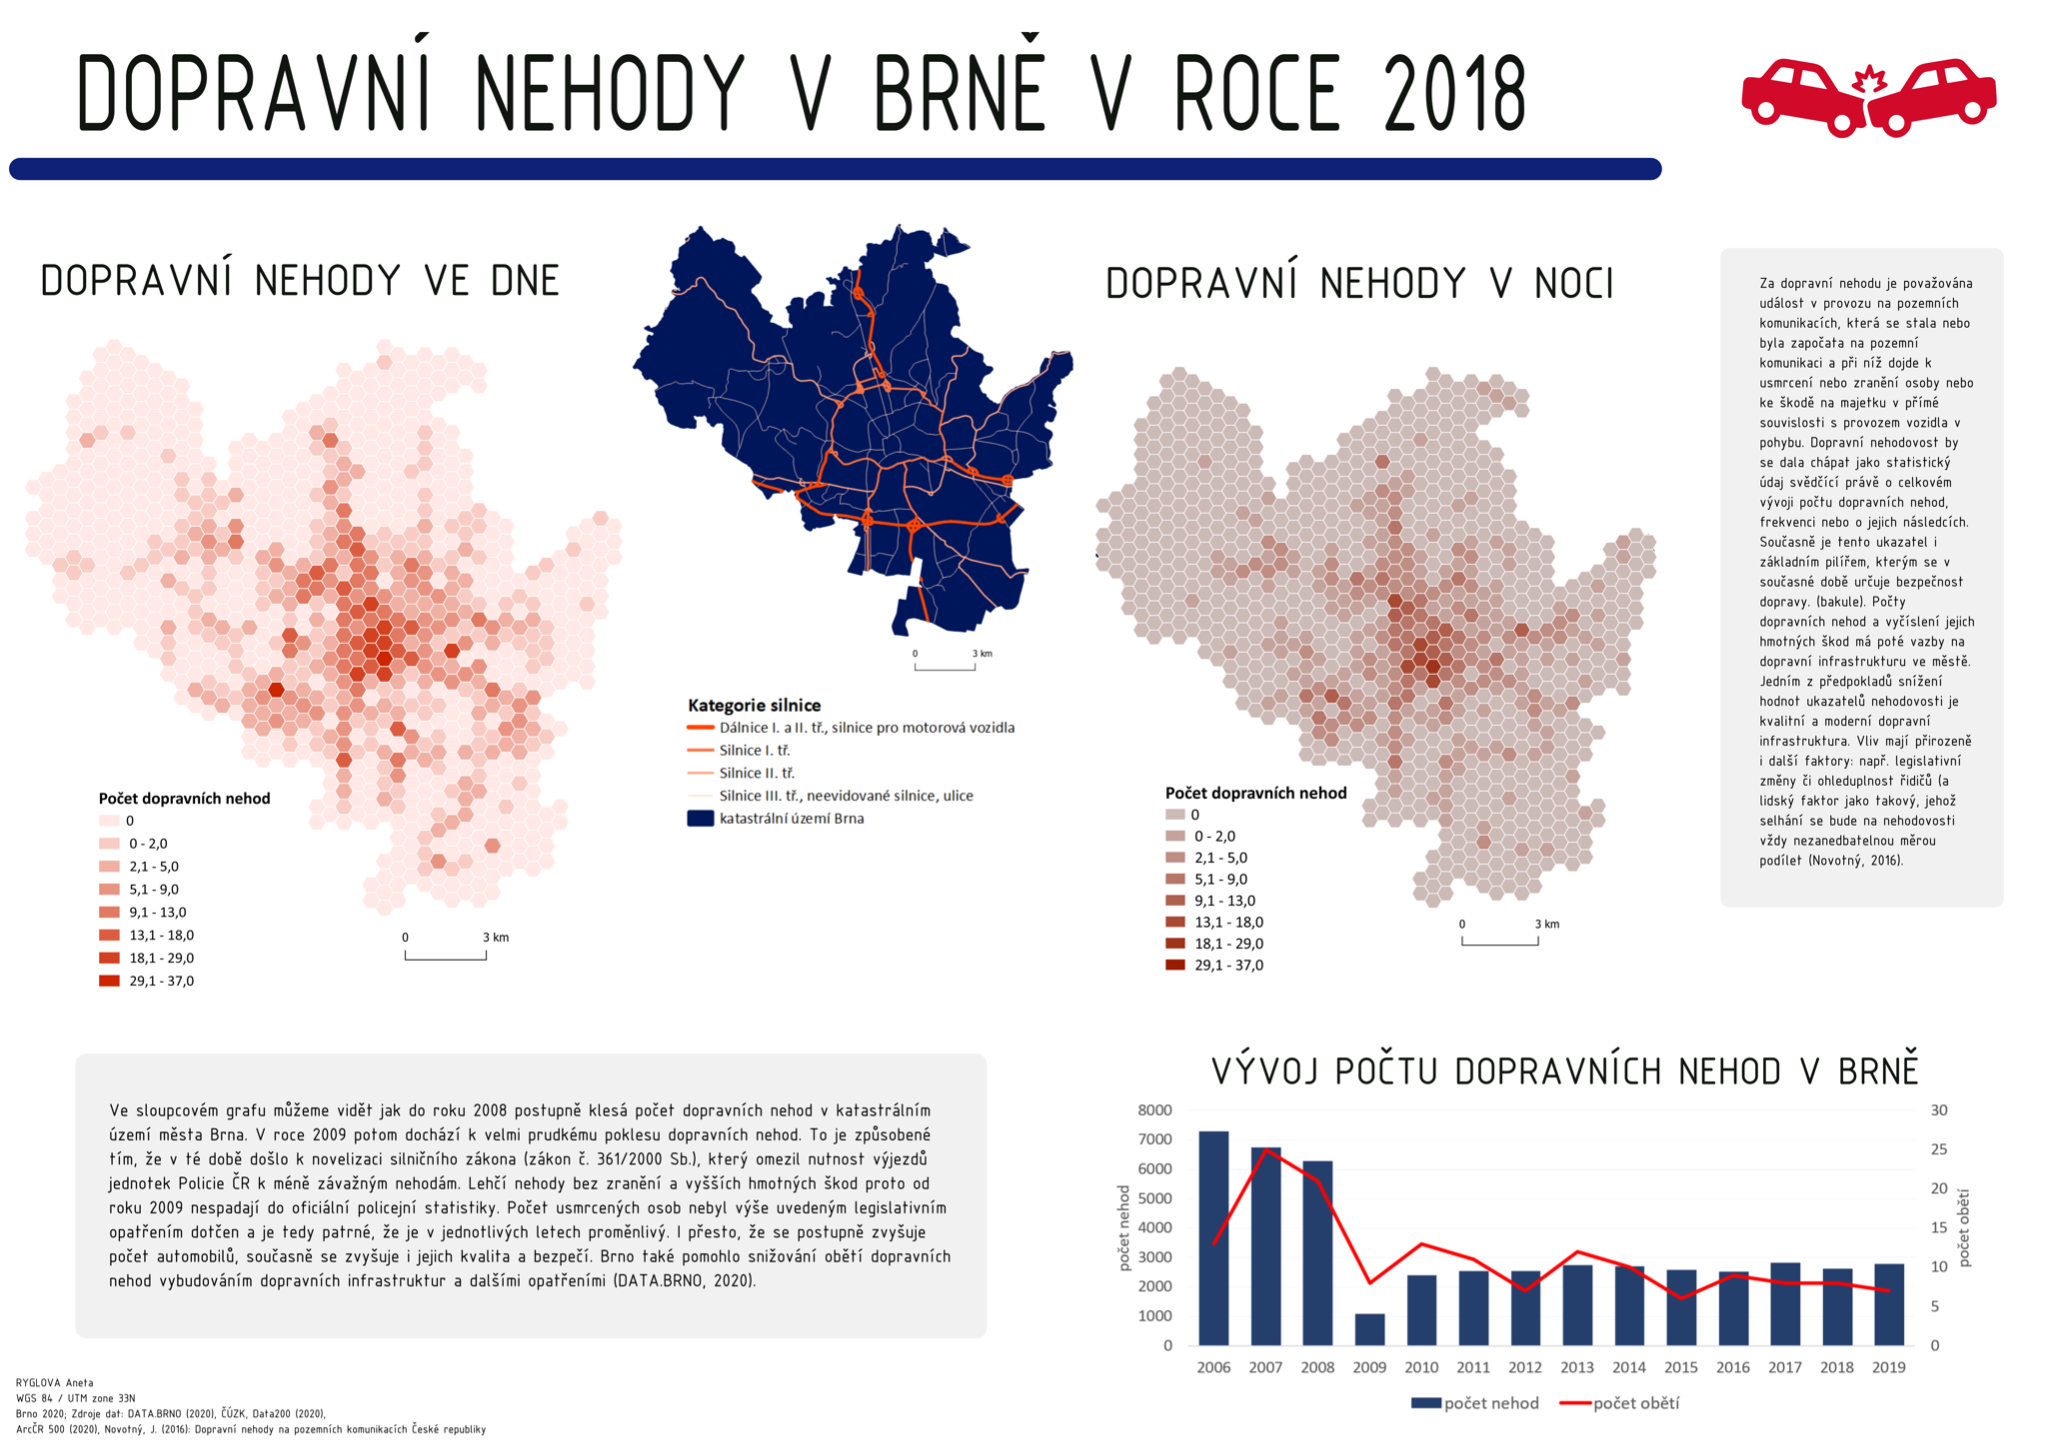 DOPRAVNÍ NEHODY V BRNĚ V ROCE 2018
DOPRAVNÍ NEHODY VE DNE
Počet dopravních nehod
0
0 - 2,0
2,1 - 5,0
5,1 - 9,0
9,1 - 13,0
13,1 - 18,0
18,1 - 29,0
29,1 - 37,0
0 3 km
0 3 km
Kategorie silnice
Dálnice I. a II. tř., silnice pro motorová vozidla
Silnice I. tř.
Silnice II. tř.
Silnice III. tř., neevidované silnice, ulice
katastrální území Brna
DOPRAVNÍ NEHODY V NOCI
Počet dopravních nehod
0
0 - 2,0
2,1 - 5,0
5,1 - 9,0
9,1 - 13,0
13,1 - 18,0
18,1 - 29,0
29,1 - 37,0
0 3 km
Za dopravní nehodu je považována
událost v provozu na pozemních
komunikacích, která se stala nebo
byla započata na pozemní
komunikaci a při níž dojde k
usmrcení nebo zranění osoby nebo
ke škodě na majetku v přímé
souvislosti s provozem vozidla v
pohybu. Dopravní nehodovost by
se dala chápat jako statistický
údaj svědčící právě o celkovém
vývoji počtu dopravních nehod,
frekvenci nebo o jejich následcích.
Současně je tento ukazatel i
základním pilířem, kterým se v
současné době určuje bezpečnost
dopravy. (bakule). Počty
dopravních nehod a vyčíslení jejich
hmotných škod má poté vazby na
dopravní infrastrukturu ve městě.
Jedním z předpokladů snížení
hodnot ukazatelů nehodovosti je
kvalitní a moderní dopravní
infrastruktura. Vliv mají přirozeně
i další faktory: např. legislativní
změny či ohleduplnost řidičů (a
lidský faktor jako takový, jehož
selhání se bude na nehodovosti
vždy nezanedbatelnou měrou
podílet (Novotný, 2016).
Ve sloupcovém grafu můžeme vidět jak do roku 2008 postupně klesá počet dopravních nehod v katastrálním
území města Brna. V roce 2009 potom dochází k velmi prudkému poklesu dopravních nehod. To je způsobené
tím, že v té době došlo k novelizaci silničního zákona (zákon č. 361/2000 Sb.), který omezil nutnost výjezdů
jednotek Policie ČR k méně závažným nehodám. Lehčí nehody bez zranění a vyšších hmotných škod proto od
roku 2009 nespadají do oficiální policejní statistiky. Počet usmrcených osob nebyl výše uvedeným legislativním
opatřením dotčen a je tedy patrné, že je v jednotlivých letech proměnlivý. I přesto, že se postupně zvyšuje
počet automobilů, současně se zvyšuje i jejich kvalita a bezpečí. Brno také pomohlo snižování obětí dopravních
nehod vybudováním dopravních infrastruktur a dalšími opatřeními (DATA.BRNO, 2020).
VÝVOJ POČTU DOPRAVNÍCH NEHOD V BRNĚ
8000
7000
6000
5000
4000
3000
2000
1000
0
počet nehod
30
25
20
15
10
5
0
počet obětí
2006 2007 2008 2009 2010 2011 2012 2013 2014 2015 2016 2017 2018 2019
počet nehod počet obětí
RYGLOVA Aneta
WGS 84 / UTM zone 33N
Brno 2020; Zdroje dat: DATA.BRNO (2020), ČÚZK, Data200 (2020),
ArcČR 500 (2020), Novotný, J. (2016): Dopravní nehody na pozemních komunikacích České republiky